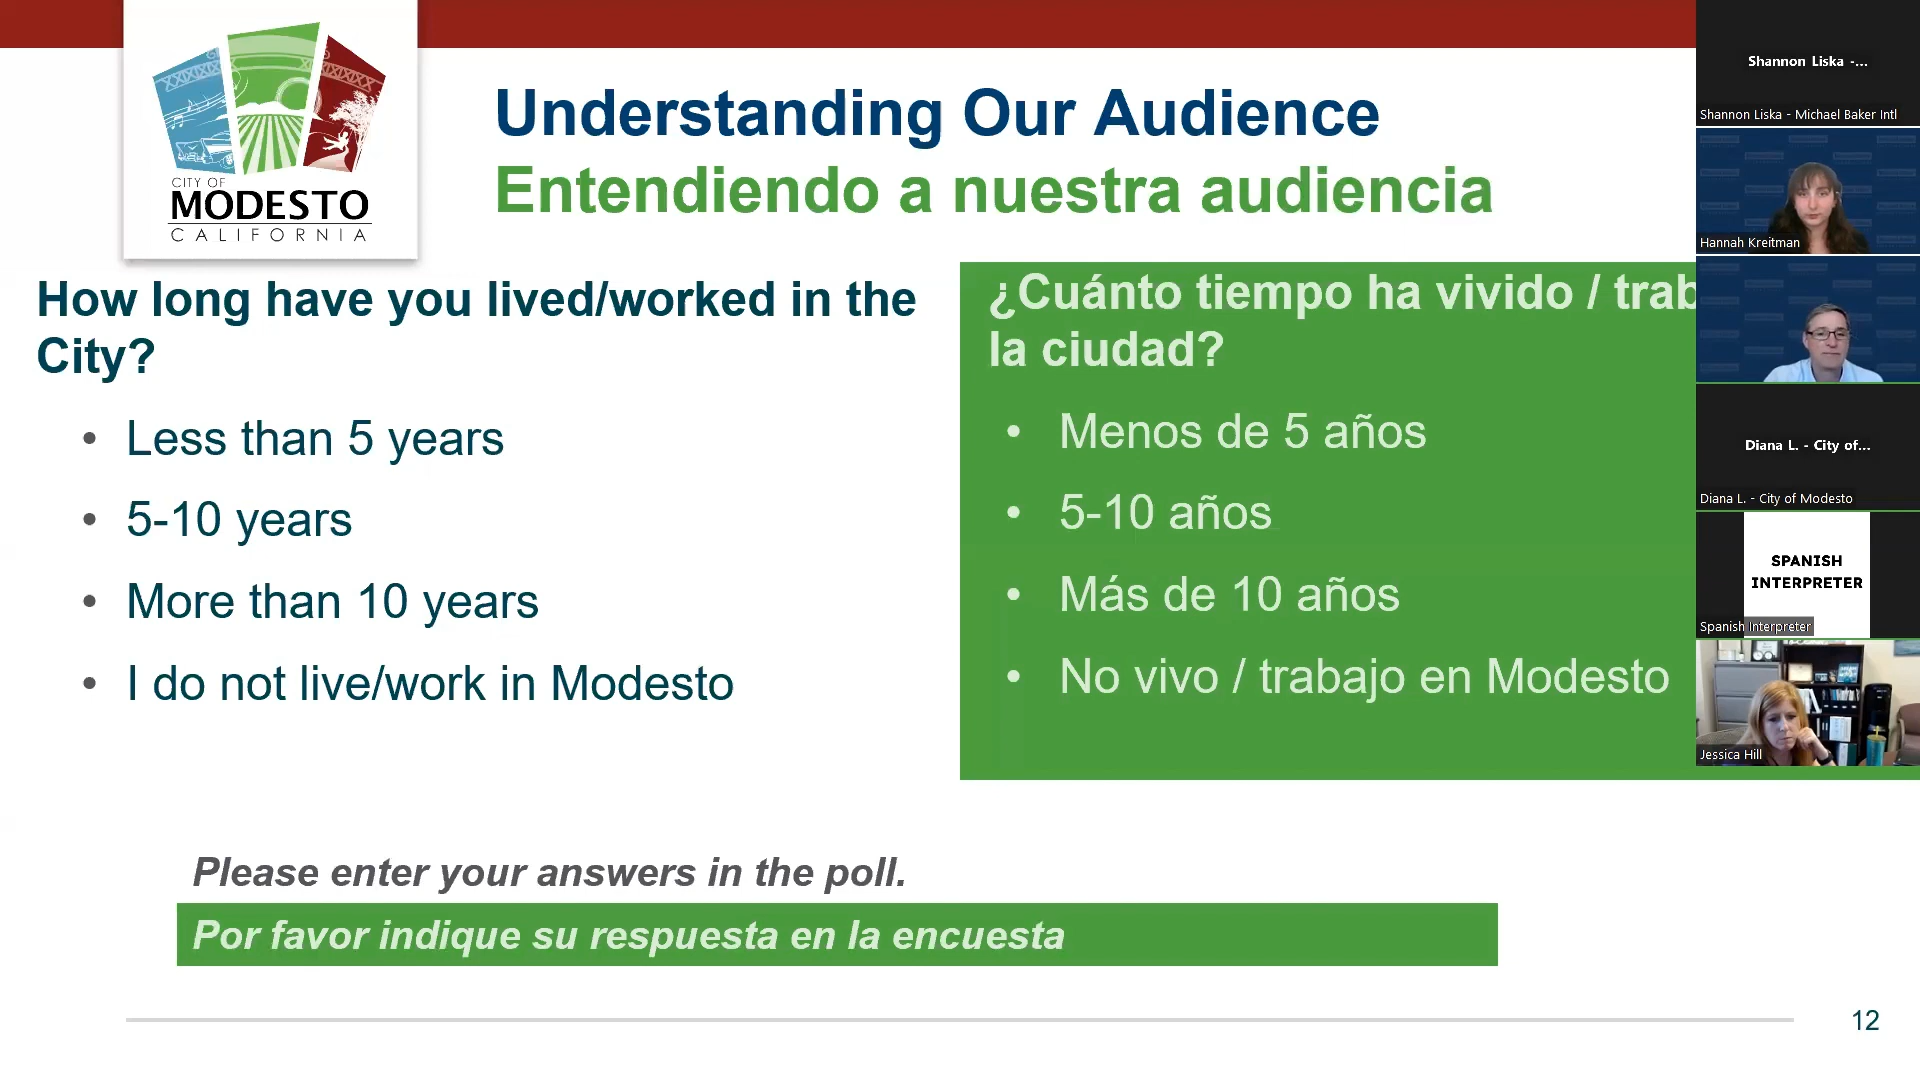 CITY OF
MODESTO
CALIFORNIA
Understanding Our Audience
Entendiendo a nuestra audiencia
How long have you lived/worked in the
City?
• Less than 5 years
• 5-10 years
• More than 10 years
• I do not live/work in Modesto
¿Cuánto tiempo ha vivido / trab
la ciudad?
• Menos de 5 años
• 5-10 años
• Más de 10 años
• No vivo / trabajo en Modesto
Please enter your answers in the poll.
Por favor indique su respuesta en la encuesta
12
Shannon Liska -...
Shannon Liska - Michael Baker Intl
Hannah Kreitman
Diana L. - City of...
Diana L. - City of Modesto
SPANISH
INTERPRETER
Spanish Interpreter
Jessica Hill